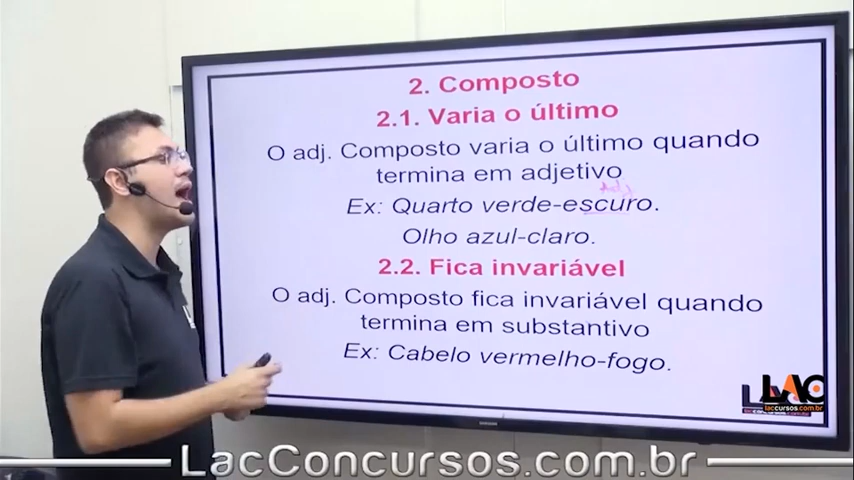 2. Composto
2.1. Varia o último
O adj. Composto varia o último quando
termina em adjetivo
Adj
Ex: Quarto verde-escuro.
Olho azul-claro.
2.2. Fica invariável
O adj. Composto fica invariável quando
termina em substantivo
Ex: Cabelo vermelho-fogo.
LAC
lacconcursos.com.br
LacConcursos.com.br